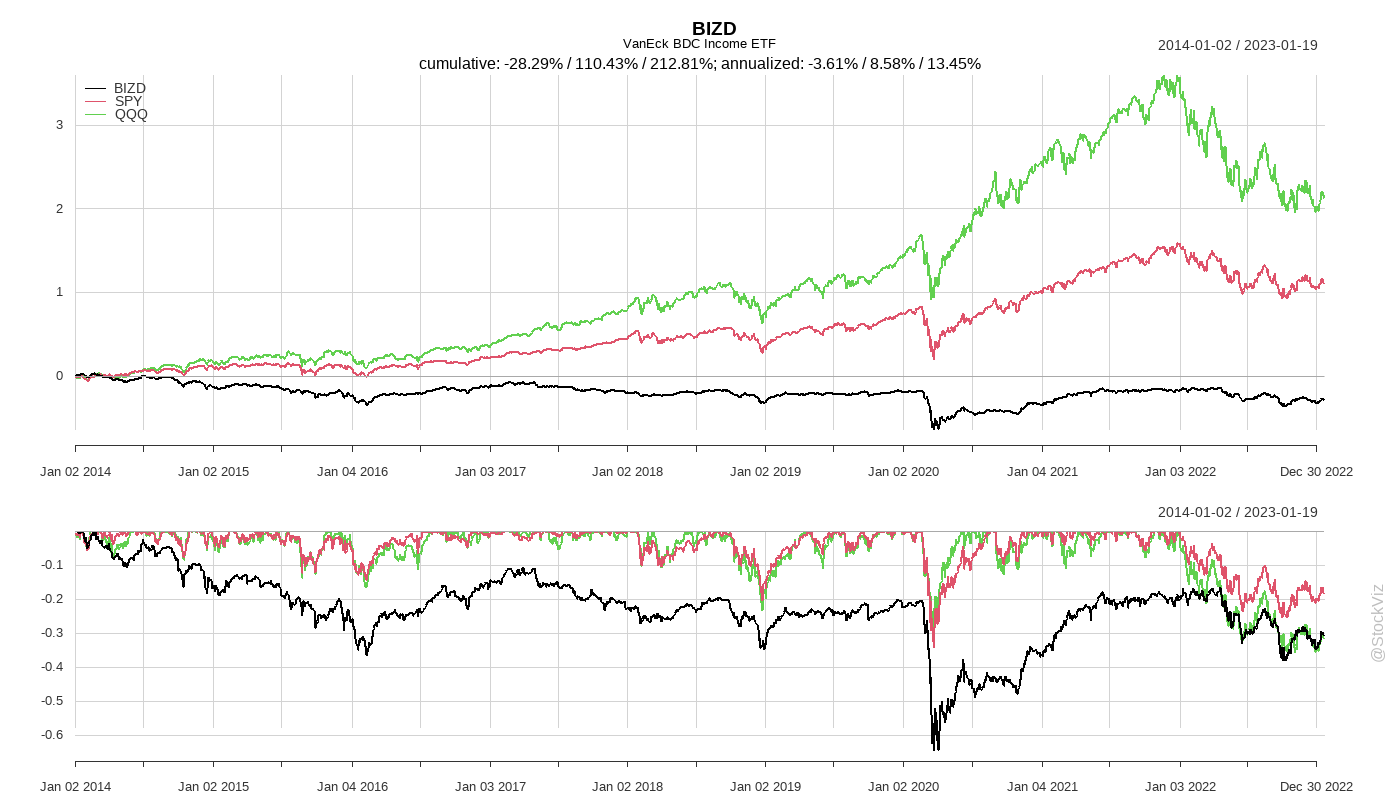 BIZD
VanEck BDC Income ETF
2014-01-02 / 2023-01-19
cumulative: -28.29% / 110.43% / 212.81%; annualized: -3.61% / 8.58% / 13.45%
BIZD
SPY
QQQ
3
2
1
0
Jan 02 2014 Jan 02 2015 Jan 04 2016 Jan 03 2017 Jan 02 2018 Jan 02 2019 Jan 02 2020 Jan 04 2021 Jan 03 2022 Dec 30 2022
2014-01-02 / 2023-01-19
-0.1
-0.2
-0.3
-0.4
-0.5
-0.6
Jan 02 2014 Jan 02 2015 Jan 04 2016 Jan 03 2017 Jan 02 2018 Jan 02 2019 Jan 02 2020 Jan 04 2021 Jan 03 2022 Dec 30 2022
@StockViz